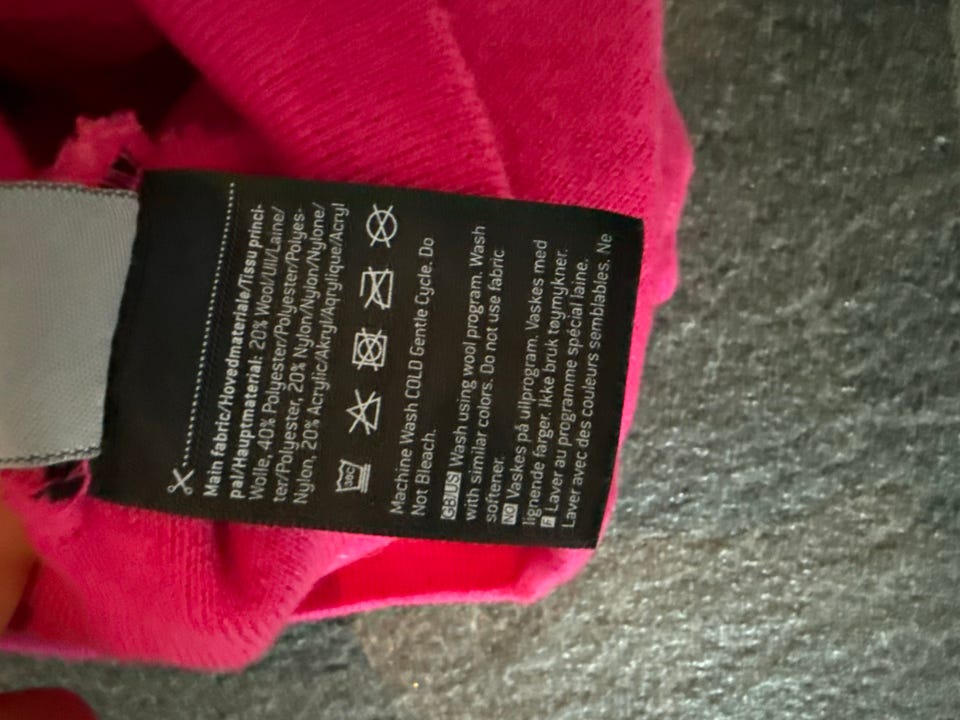 Main fabric/Hovedmateriale/Tissu princi-
pal/Hauptmaterial: 20% Wool/Ull/Laine/
Wolle, 40% Polyester/Polyester/Polyes-
ter/Polyester, 20% Nylon/Nylon/Nylone/
Nylon, 20% Acrylic/Akryl/Aqrylique/Acryl
30C
Machine Wash COLD Gentle Cycle. Do
Not Bleach.
GB/US Wash using wool program. Wash
with similar colors. Do not use fabric
softener.
NO Vaskes på ullprogram. Vaskes med
lignende farger. Ikke bruk tøymykner.
F Laver au programme spécial laine.
Laver avec des couleurs semblables. Ne